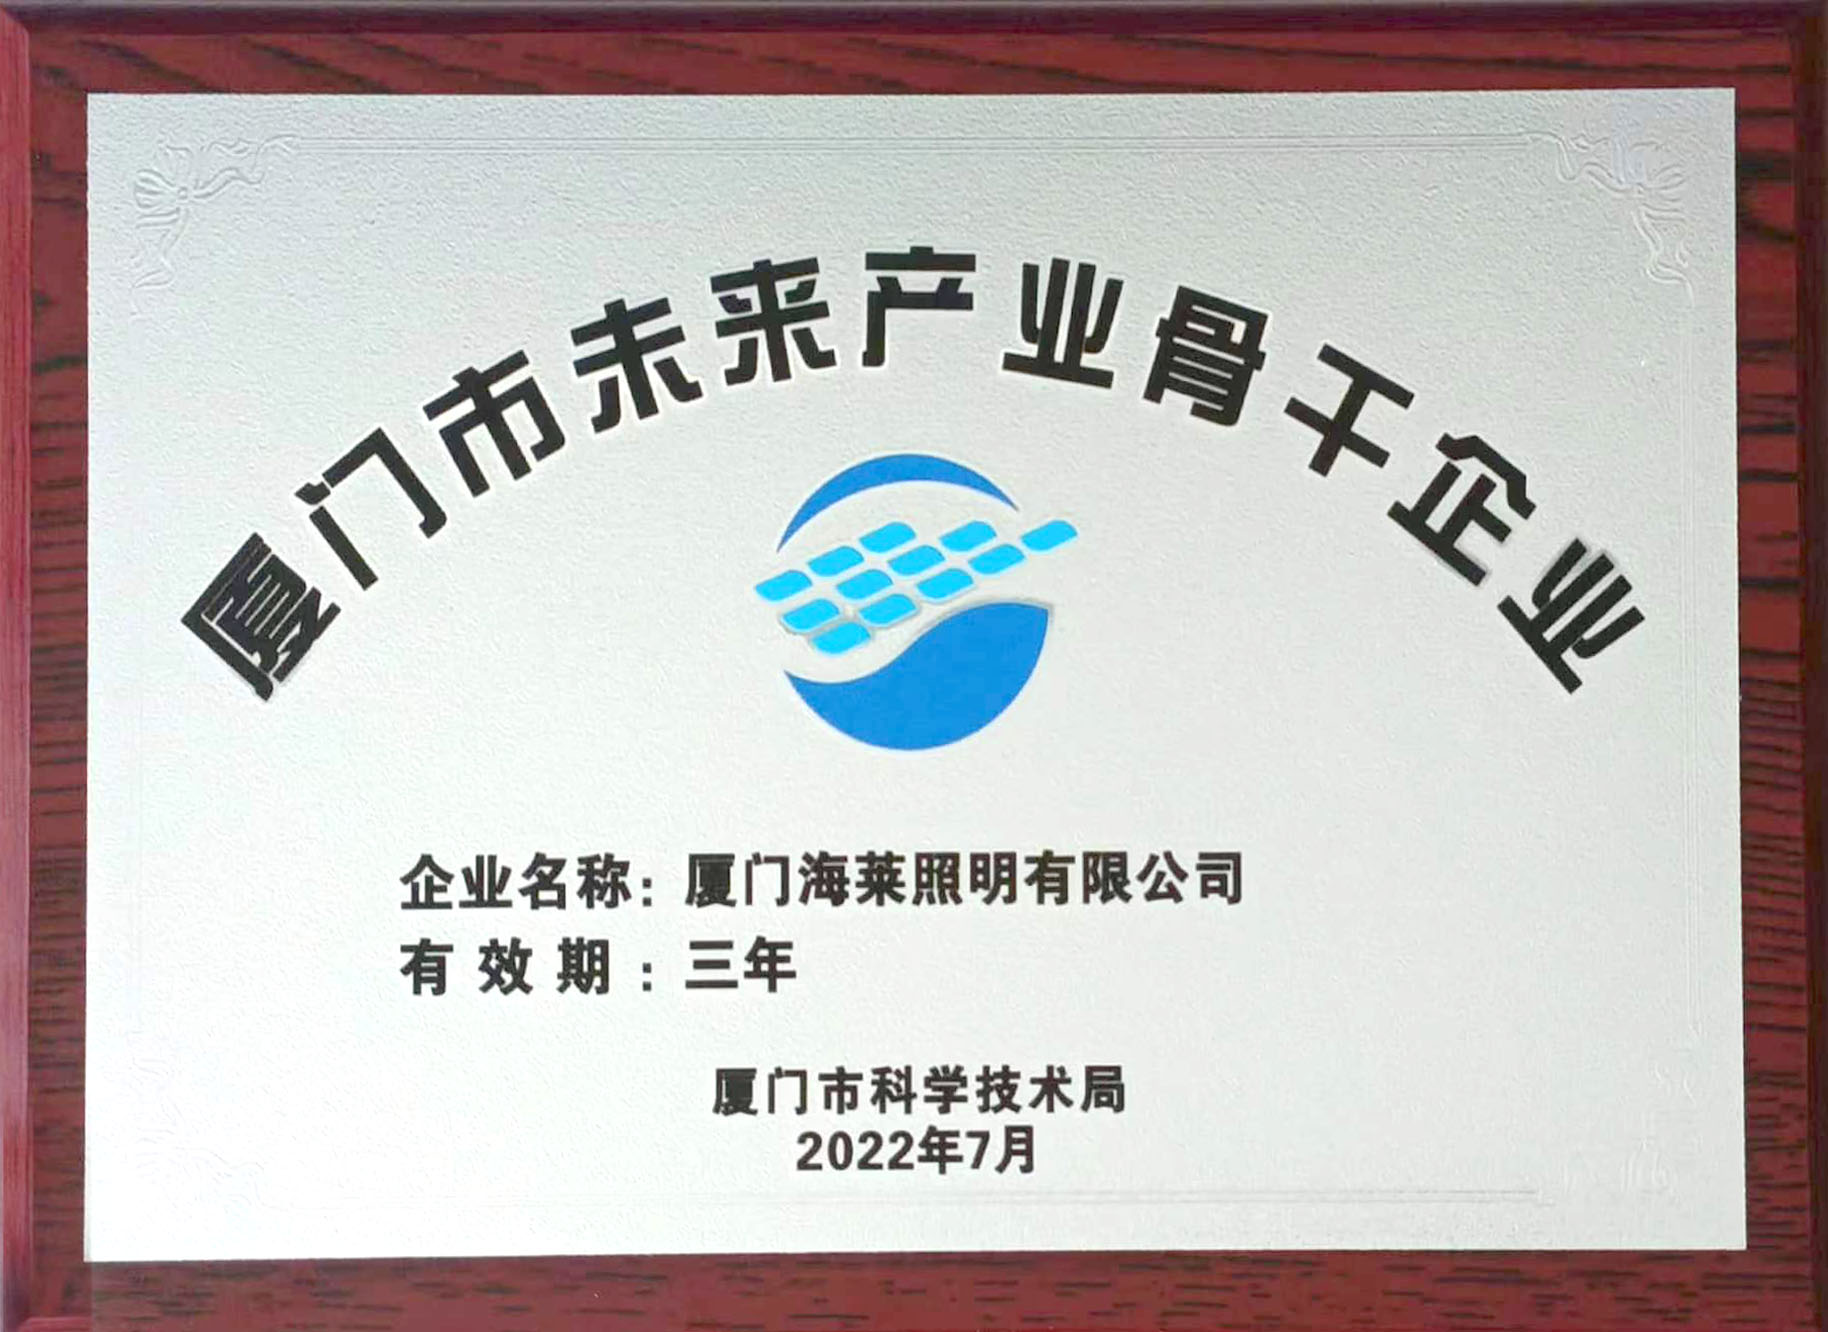 厦门市未来产业骨干企业
企业名称：厦门海莱照明有限公司
有效期：三年
厦门市科学技术局
2022年7月